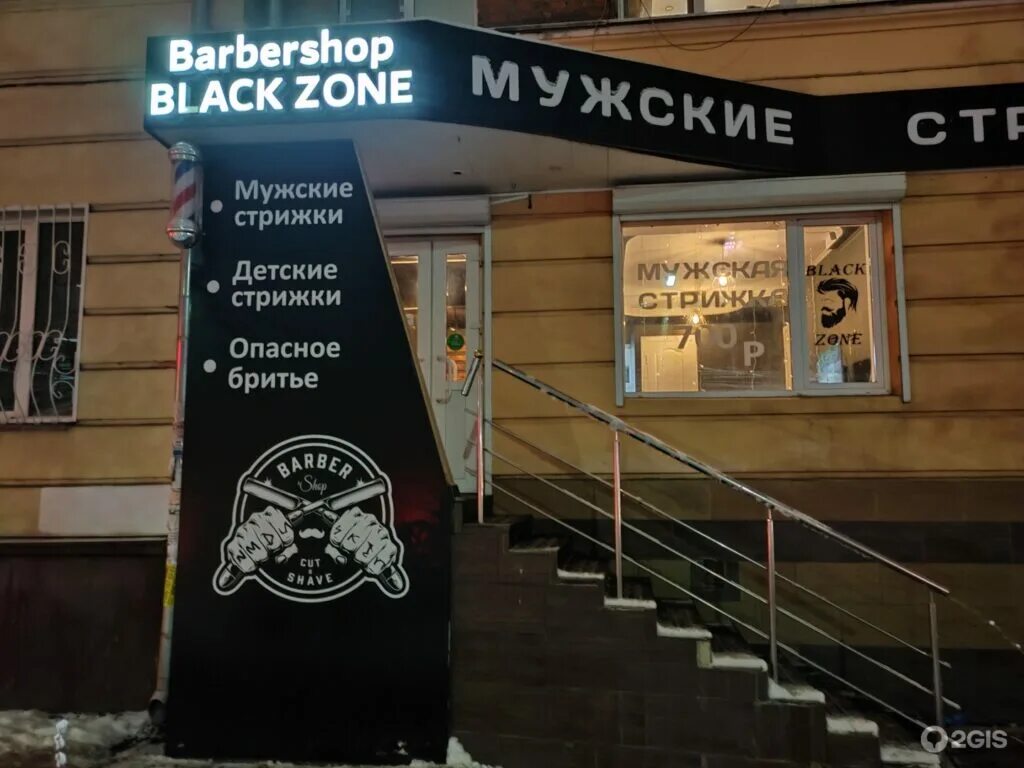 Barbershop
BLACK ZONE
МУЖСКИЕ
Мужские
стрижки
Детские
стрижки
Опасное
бритье
BARBER
Shop
CUT
&
SHAVE
МУЖСКАЯ
СТРИЖКА
700 Р
BLACK
ZONE
2GIS